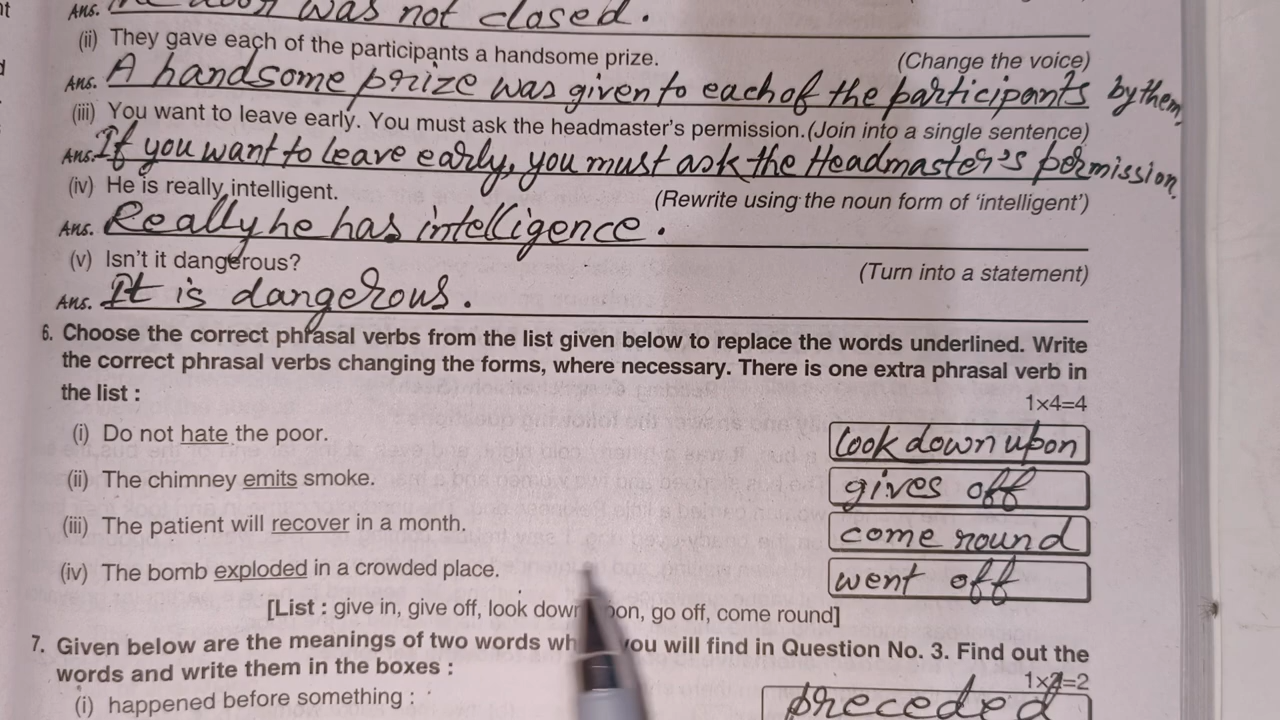 Ans. was not closed.
(ii) They gave each of the participants a handsome prize. (Change the voice)
Ans. A handsome prize was given to each of the participants by them.
(iii) You want to leave early. You must ask the headmaster's permission.(Join into a single sentence)
Ans. If you want to leave early, you must ask the Headmaster's permission.
(iv) He is really intelligent. (Rewrite using the noun form of 'intelligent')
Ans. Really he has intelligence.
(v) Isn't it dangerous? (Turn into a statement)
Ans. It is dangerous.
6. Choose the correct phrasal verbs from the list given below to replace the words underlined. Write
the correct phrasal verbs changing the forms, where necessary. There is one extra phrasal verb in
the list : 1×4=4
(i) Do not hate the poor. look down upon
(ii) The chimney emits smoke. gives off
(iii) The patient will recover in a month. come round
(iv) The bomb exploded in a crowded place. went off
[List : give in, give off, look down upon, go off, come round]
7. Given below are the meanings of two words you will find in Question No. 3. Find out the
words and write them in the boxes : 1×2=2
(i) happened before something : preceded